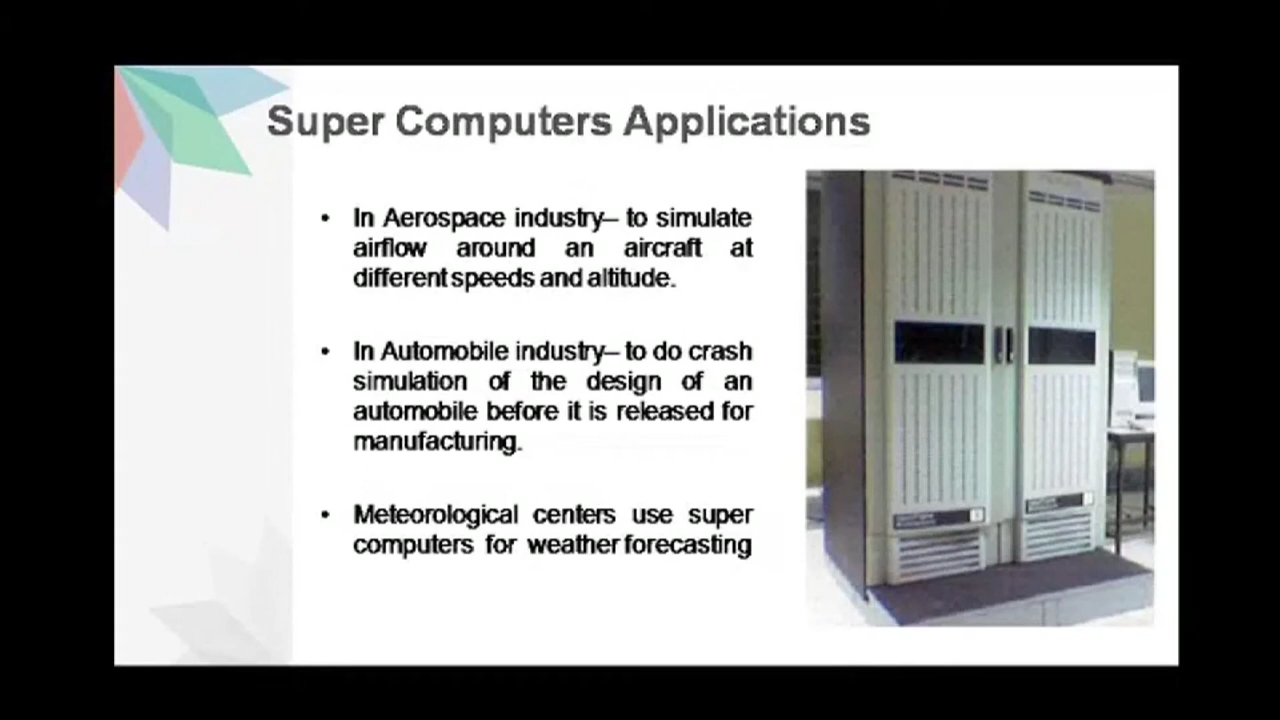 Super Computers Applications
• In Aerospace industry– to simulate
airflow around an aircraft at
different speeds and altitude.
• In Automobile industry– to do crash
simulation of the design of an
automobile before it is released for
manufacturing.
• Meteorological centers use super
computers for weather forecasting